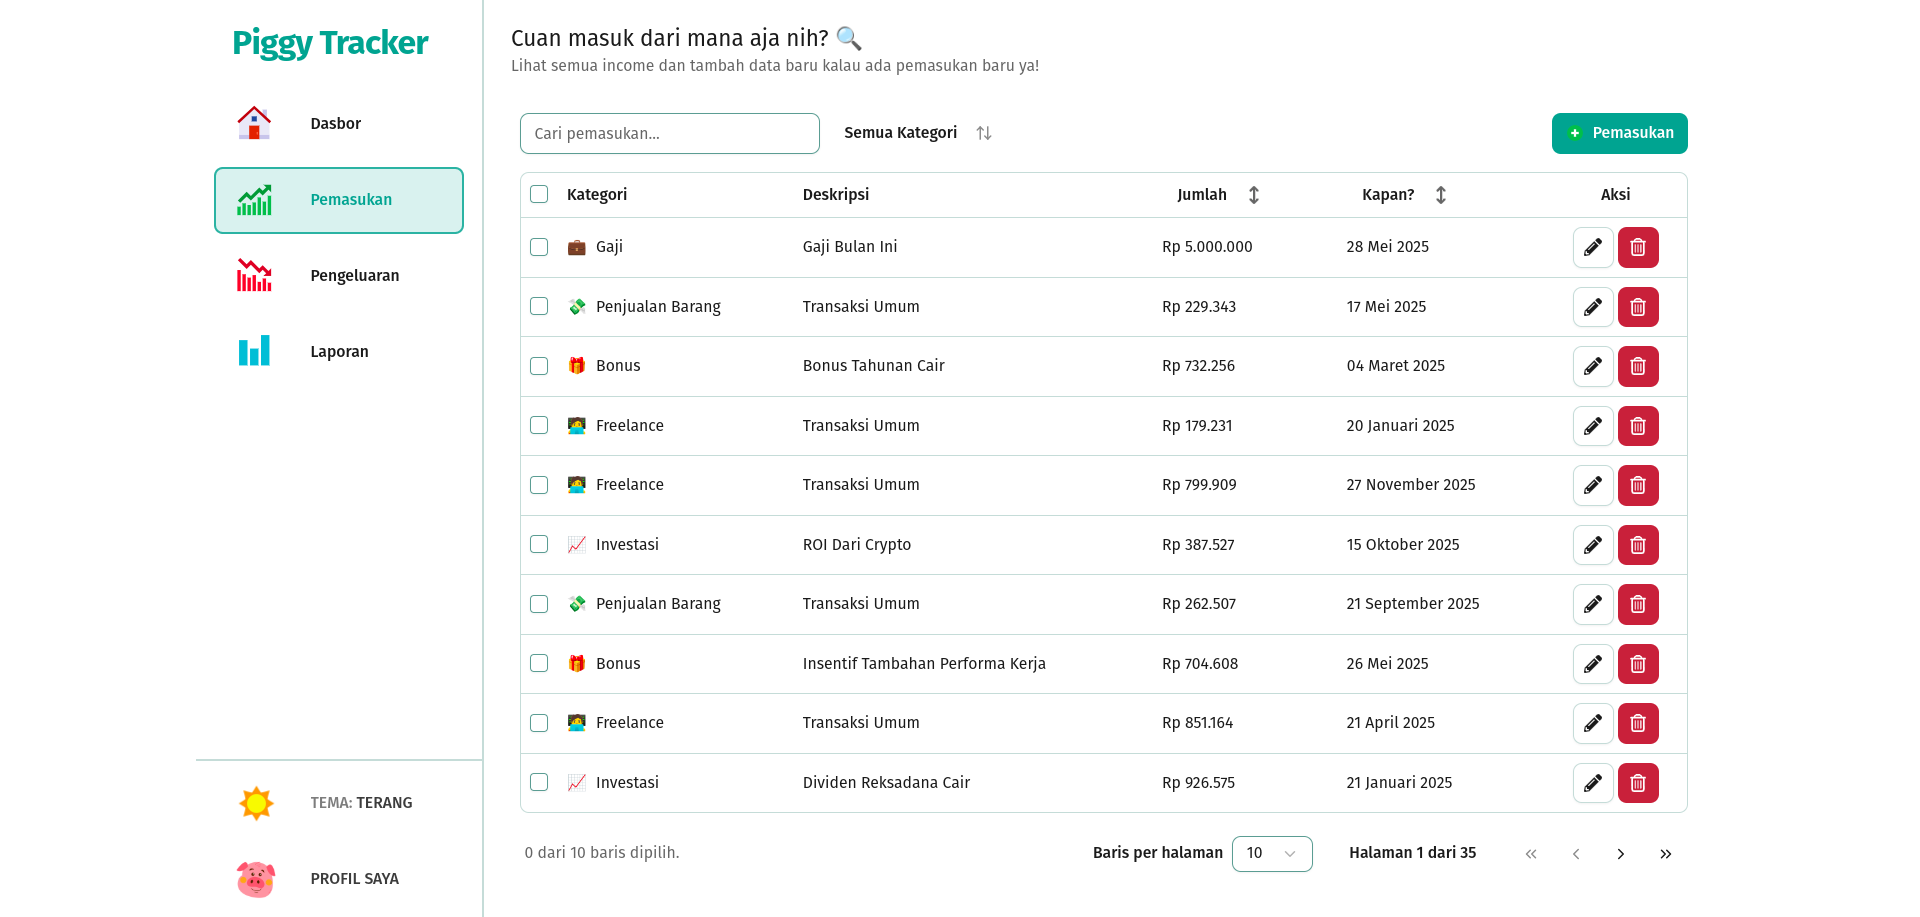 Piggy Tracker
Dasbor
Pemasukan
Pengeluaran
Laporan
TEMA: TERANG
PROFIL SAYA
Cuan masuk dari mana aja nih? 🔍
Lihat semua income dan tambah data baru kalau ada pemasukan baru ya!
Cari pemasukan... Semua Kategori + Pemasukan
Kategori Deskripsi Jumlah Kapan? Aksi
Gaji Gaji Bulan Ini Rp 5.000.000 28 Mei 2025
Penjualan Barang Transaksi Umum Rp 229.343 17 Mei 2025
Bonus Bonus Tahunan Cair Rp 732.256 04 Maret 2025
Freelance Transaksi Umum Rp 179.231 20 Januari 2025
Freelance Transaksi Umum Rp 799.909 27 November 2025
Investasi ROI Dari Crypto Rp 387.527 15 Oktober 2025
Penjualan Barang Transaksi Umum Rp 262.507 21 September 2025
Bonus Insentif Tambahan Performa Kerja Rp 704.608 26 Mei 2025
Freelance Transaksi Umum Rp 851.164 21 April 2025
Investasi Dividen Reksadana Cair Rp 926.575 21 Januari 2025
0 dari 10 baris dipilih. Baris per halaman 10 Halaman 1 dari 35